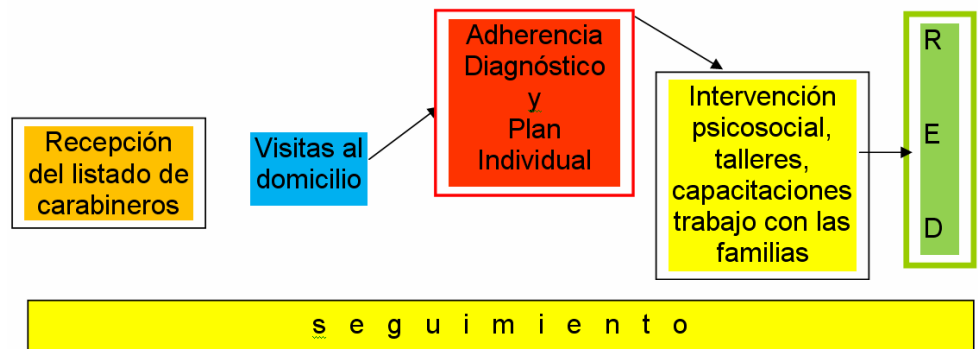 Recepción
del listado de
carabineros
Visitas al
domicilio
Adherencia
Diagnóstico
y
Plan
Individual
Intervención
psicosocial,
talleres,
capacitaciones
trabajo con las
familias
R
E
D
s e g u i m i e n t o